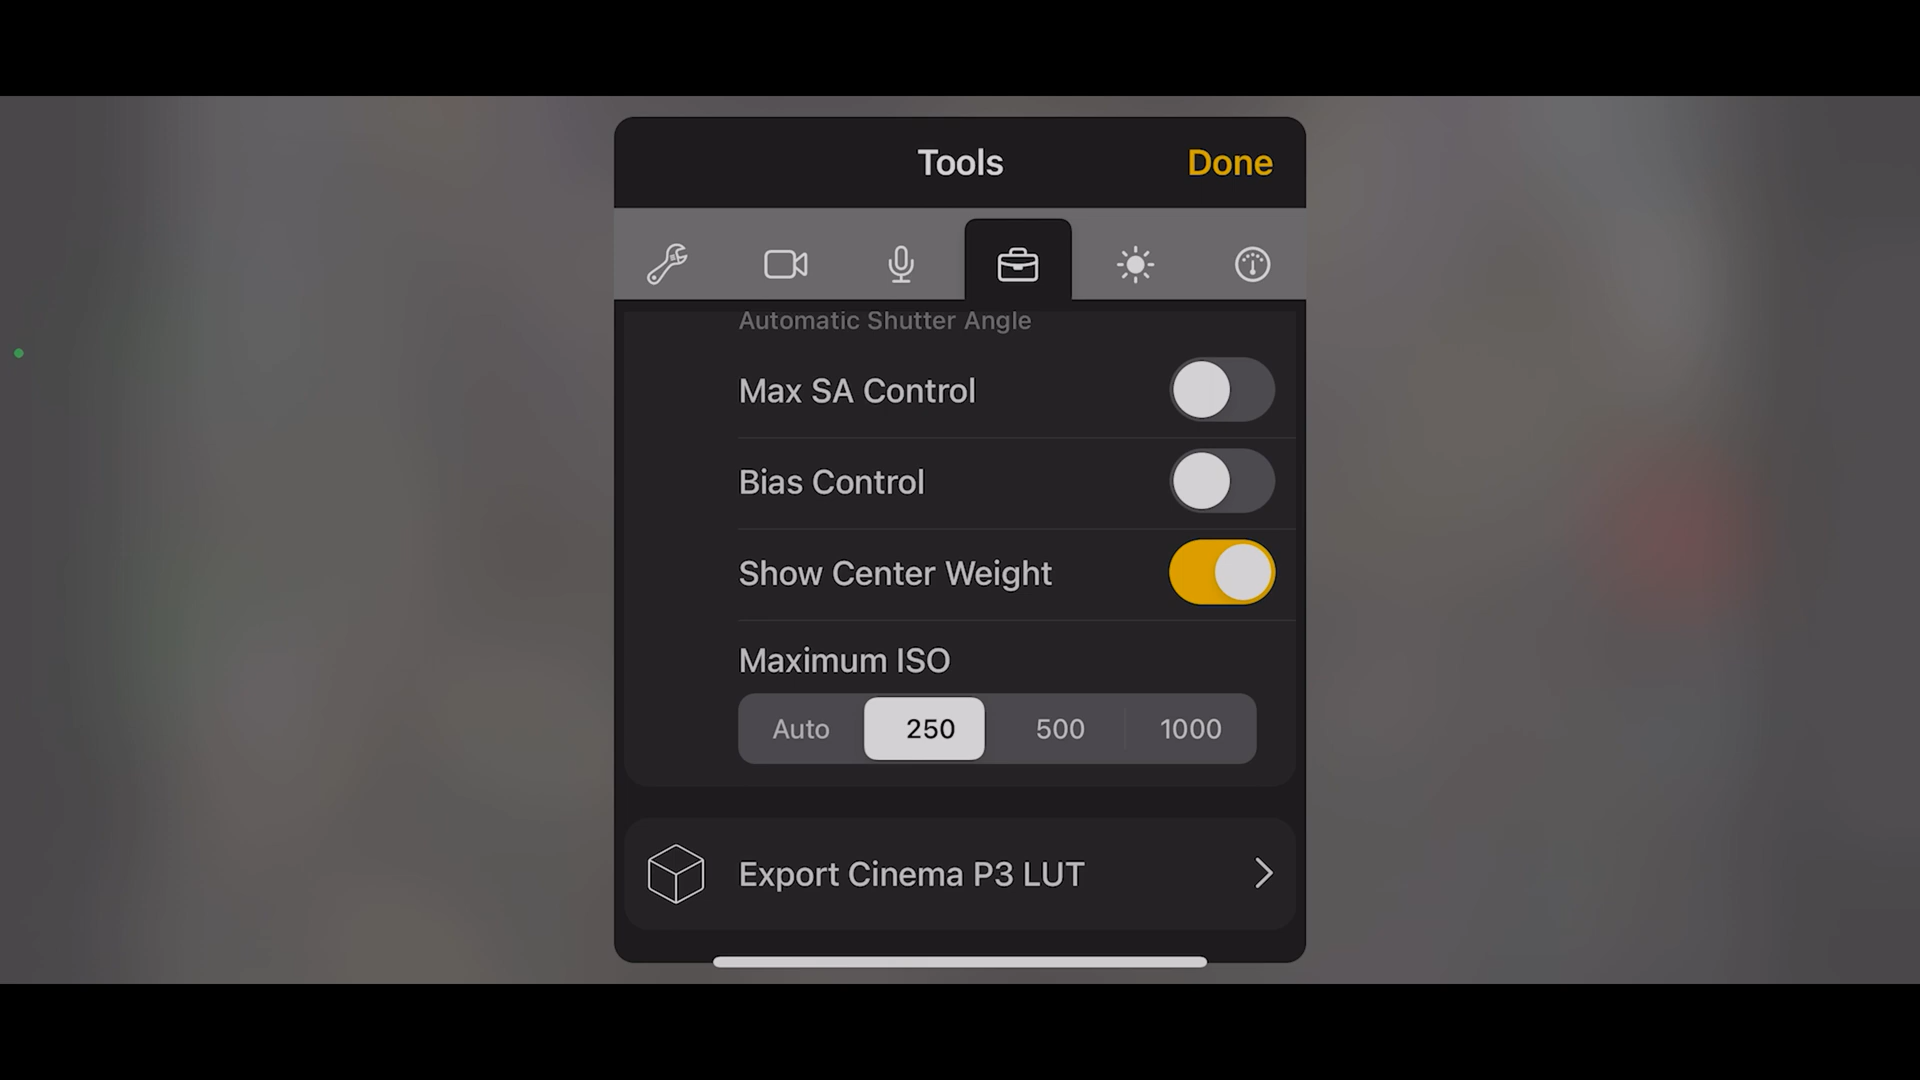 Tools
Done
Automatic Shutter Angle
Max SA Control
Bias Control
Show Center Weight
Maximum ISO
Auto 250 500 1000
Export Cinema P3 LUT